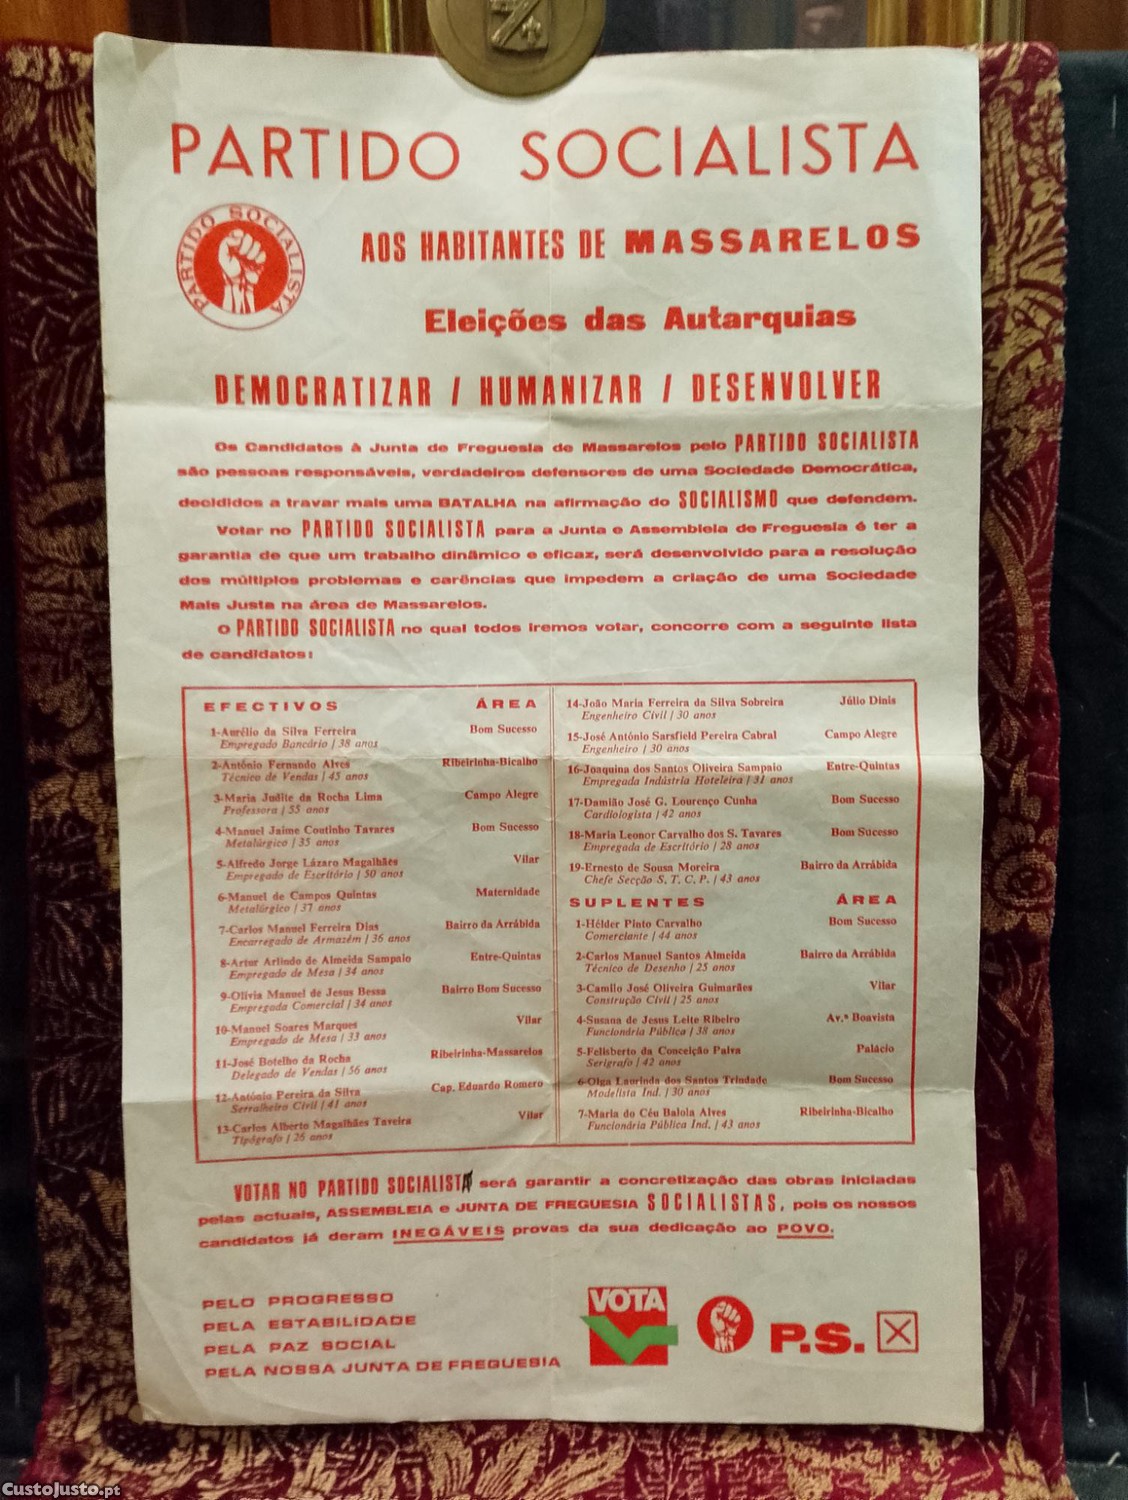 PARTIDO SOCIALISTA
PARTIDO SOCIALISTA
AOS HABITANTES DE MASSARELOS
Eleições das Autarquias
DEMOCRATIZAR / HUMANIZAR / DESENVOLVER
Os Candidatos à Junta de Freguesia de Massarelos pelo PARTIDO SOCIALISTA
são pessoas responsáveis, verdadeiros defensores de uma Sociedade Democrática,
decididos a travar mais uma BATALHA na afirmação do SOCIALISMO que defendem.
Votar no PARTIDO SOCIALISTA para a Junta e Assembleia de Freguesia é ter a
garantia de que um trabalho dinâmico e eficaz, será desenvolvido para a resolução
dos múltiplos problemas e carências que impedem a criação de uma Sociedade
Mais Justa na área de Massarelos.
O PARTIDO SOCIALISTA no qual todos iremos votar, concorre com a seguinte lista
de candidatos:
EFECTIVOS ÁREA
1-Aurélio da Silva Ferreira Bom Sucesso
Empregado Bancário | 38 anos
2-António Fernando Alves Ribeirinha-Bicalho
Técnico de Vendas | 45 anos
3-Maria Judite da Rocha Lima Campo Alegre
Professora | 55 anos
4-Manuel Jaime Coutinho Tavares Bom Sucesso
Metalúrgico | 35 anos
5-Alfredo Jorge Lázaro Magalhães Vilar
Empregado de Escritório | 50 anos
6-Manuel de Campos Quintas Maternidade
Metalúrgico | 37 anos
7-Carlos Manuel Ferreira Dias Bairro da Arrábida
Encarregado de Armazém | 36 anos
8-Artur Arlindo de Almeida Sampaio Entre-Quintas
Empregado de Mesa | 34 anos
9-Olívia Manuel de Jesus Bessa Bairro Bom Sucesso
Empregada Comercial | 34 anos
10-Manuel Soares Marques Vilar
Empregado de Mesa | 33 anos
11-José Botelho da Rocha Ribeirinha-Massarelos
Delegado de Vendas | 56 anos
12-António Pereira da Silva Cap. Eduardo Romero
Serralheiro Civil | 41 anos
13-Carlos Alberto Magalhães Taveira Vilar
Tipógrafo | 26 anos
14-João Maria Ferreira da Silva Sobreira Júlio Dinis
Engenheiro Civil | 30 anos
15-José António Sarsfield Pereira Cabral Campo Alegre
Engenheiro | 30 anos
16-Joaquina dos Santos Oliveira Sampaio Entre-Quintas
Empregada Indústria Hoteleira | 31 anos
17-Damião José G. Lourenço Cunha Bom Sucesso
Cardiologista | 42 anos
18-Maria Leonor Carvalho dos S. Tavares Bom Sucesso
Empregada de Escritório | 28 anos
19-Ernesto de Sousa Moreira Bairro da Arrábida
Chefe Secção S. T. C. P. | 43 anos
SUPLENTES ÁREA
1-Hélder Pinto Carvalho Bom Sucesso
Comerciante | 44 anos
2-Carlos Manuel Santos Almeida Bairro da Arrábida
Técnico de Desenho | 25 anos
3-Camilo José Oliveira Guimarães Vilar
Construção Civil | 25 anos
4-Susana de Jesus Leite Ribeiro Av.ª Boavista
Funcionária Pública | 38 anos
5-Felisberto da Conceição Paiva Palácio
Serígrafo | 42 anos
6-Olga Laurinda dos Santos Trindade Bom Sucesso
Modelista Ind. | 30 anos
7-Maria do Céu Balola Alves Ribeirinha-Bicalho
Funcionária Pública Ind. | 43 anos
VOTAR NO PARTIDO SOCIALISTA será garantir a concretização das obras iniciadas
pelas actuais, ASSEMBLEIA e JUNTA DE FREGUESIA SOCIALISTAS, pois os nossos
candidatos já deram INEGÁVEIS provas da sua dedicação ao POVO.
PELO PROGRESSO
PELA ESTABILIDADE
PELA PAZ SOCIAL
PELA NOSSA JUNTA DE FREGUESIA
VOTA
P.S.
CustoJusto.pt